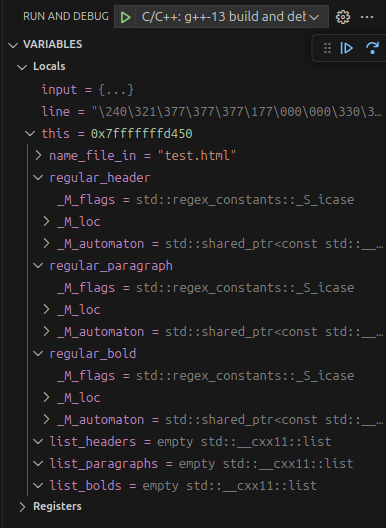 RUN AND DEBUG C/C++: g++-13 build and deb
VARIABLES
Locals
input = {...}
line = "\240\321\377\377\377\177\000\000\330\3...
this = 0x7fffffffd450
name_file_in = "test.html"
regular_header
_M_flags = std::regex_constants::_S_icase
_M_loc
_M_automaton = std::shared_ptr<const std::__...
regular_paragraph
_M_flags = std::regex_constants::_S_icase
_M_loc
_M_automaton = std::shared_ptr<const std::__...
regular_bold
_M_flags = std::regex_constants::_S_icase
_M_loc
_M_automaton = std::shared_ptr<const std::__...
list_headers = empty std::__cxx11::list
list_paragraphs = empty std::__cxx11::list
list_bolds = empty std::__cxx11::list
Registers